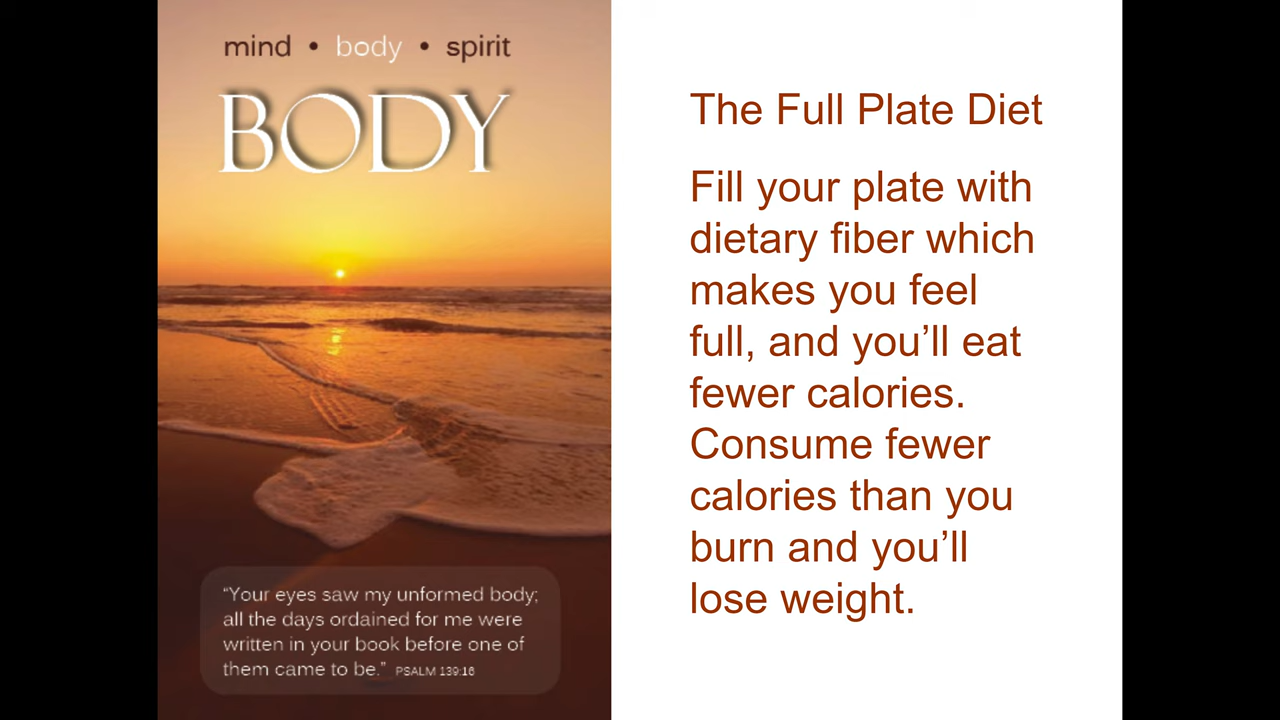 mind • body • spirit
BODY
“Your eyes saw my unformed body;
all the days ordained for me were
written in your book before one of
them came to be.” PSALM 139:16
The Full Plate Diet
Fill your plate with
dietary fiber which
makes you feel
full, and you’ll eat
fewer calories.
Consume fewer
calories than you
burn and you’ll
lose weight.